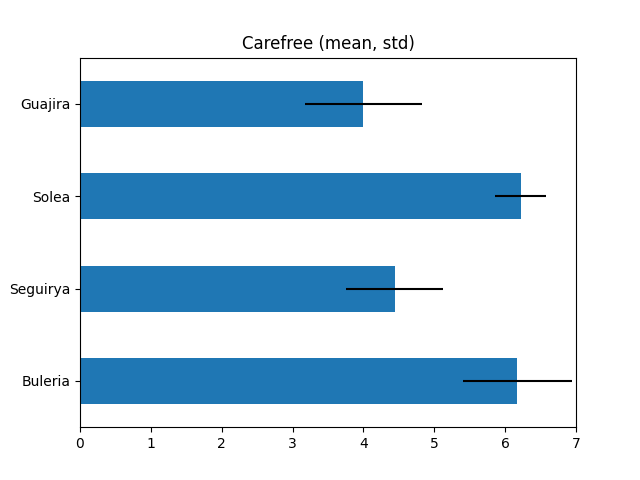 Carefree (mean, std)
Guajira
Solea
Seguirya
Buleria
0 1 2 3 4 5 6 7